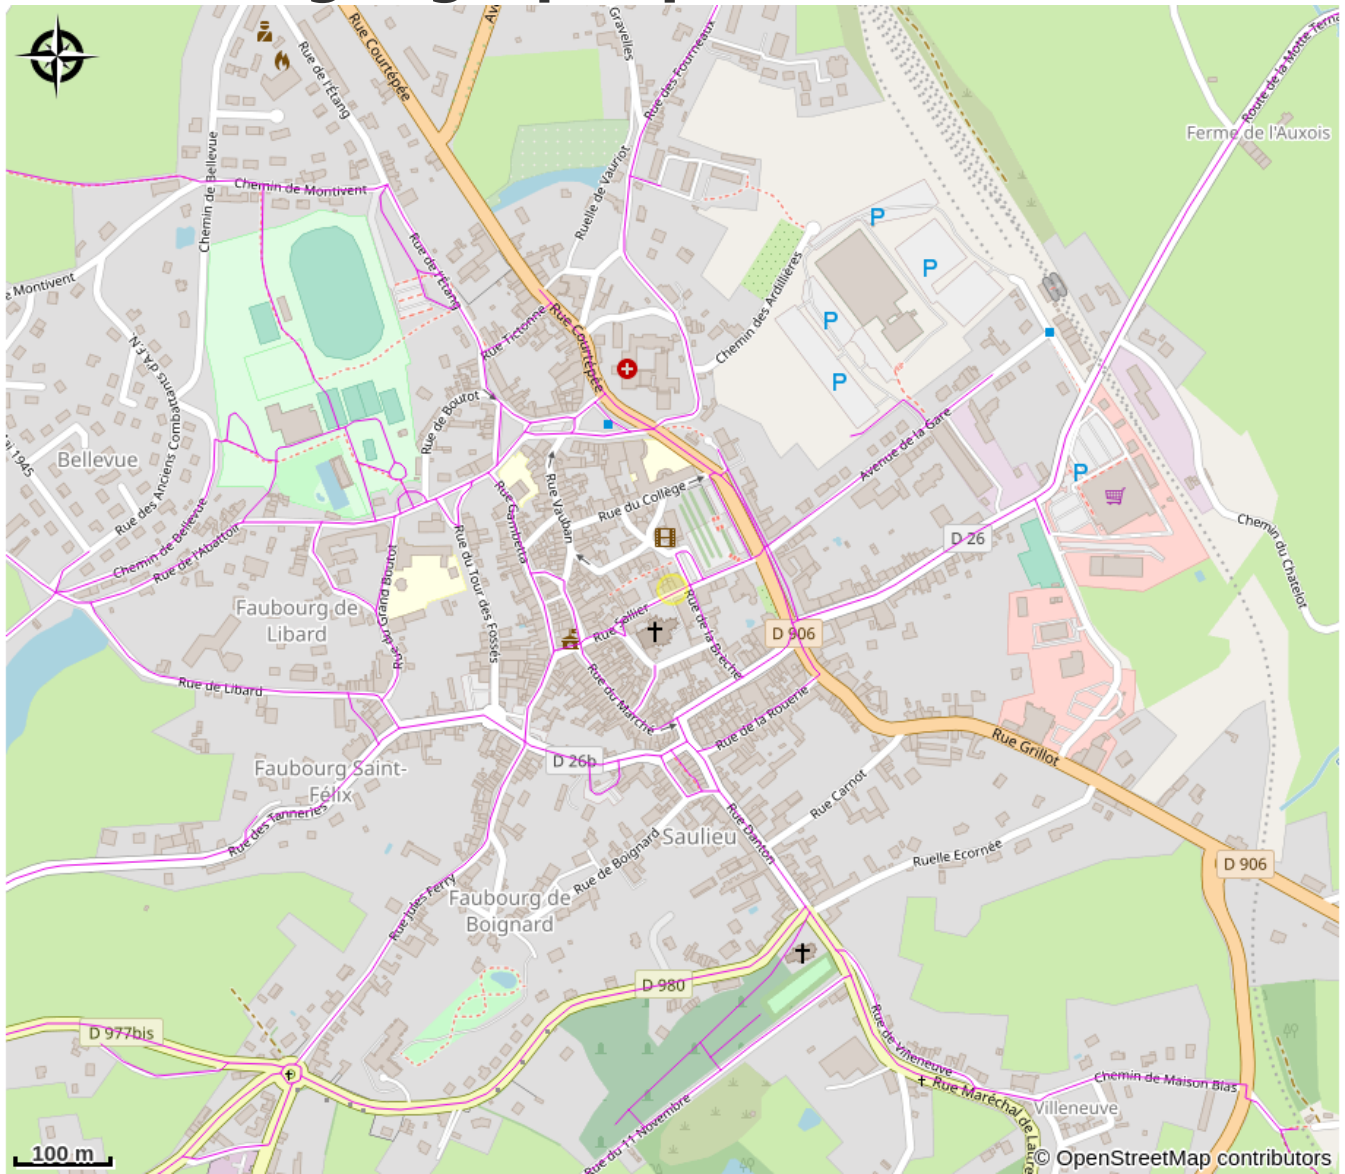 Rue Courtépée
Av
Gravelles
Rue des Fourneaux
Route de la Motte Terna
Rue de l'Étang
Ferme de l'Auxois
Chemin de Bellevue
Chemin de Montivent
Ruelle de Vauriot
Rue de l'Étang
e Montivent
Chemin des Ardillières
P
P
P
P
Rue Tictonne
Rue Courtépée
Rue des Anciens Combattants d'A.F.N.
Rue de Boutot
Avenue de la Gare
ai 1945
Bellevue
P
Rue Gambetta
Rue Vauban
Rue du Collège
Chemin de Bellevue
Rue de l'Abattoir
D 26
Chemin du Chatelot
Rue du Grand Boutot
Rue du Tour des Fossés
Faubourg de
Libard
Rue Sallier
Rue de la Brèche
D 906
Rue de Libard
Rue du Marché
Rue de la Rouerie
Rue Grillot
D 26b
Faubourg Saint-
Félix
Rue des Tanneries
Rue Carnot
Saulieu
Rue Danton
Ruelle Ecornée
D 906
Rue de Boignard
Rue Jules Ferry
Faubourg de
Boignard
D 980
D 977bis
Rue de Villeneuve
Chemin de Maison Blas
Rue Maréchal de Laure
Villeneuve
Rue du 11 Novembre
100 m
© OpenStreetMap contributors